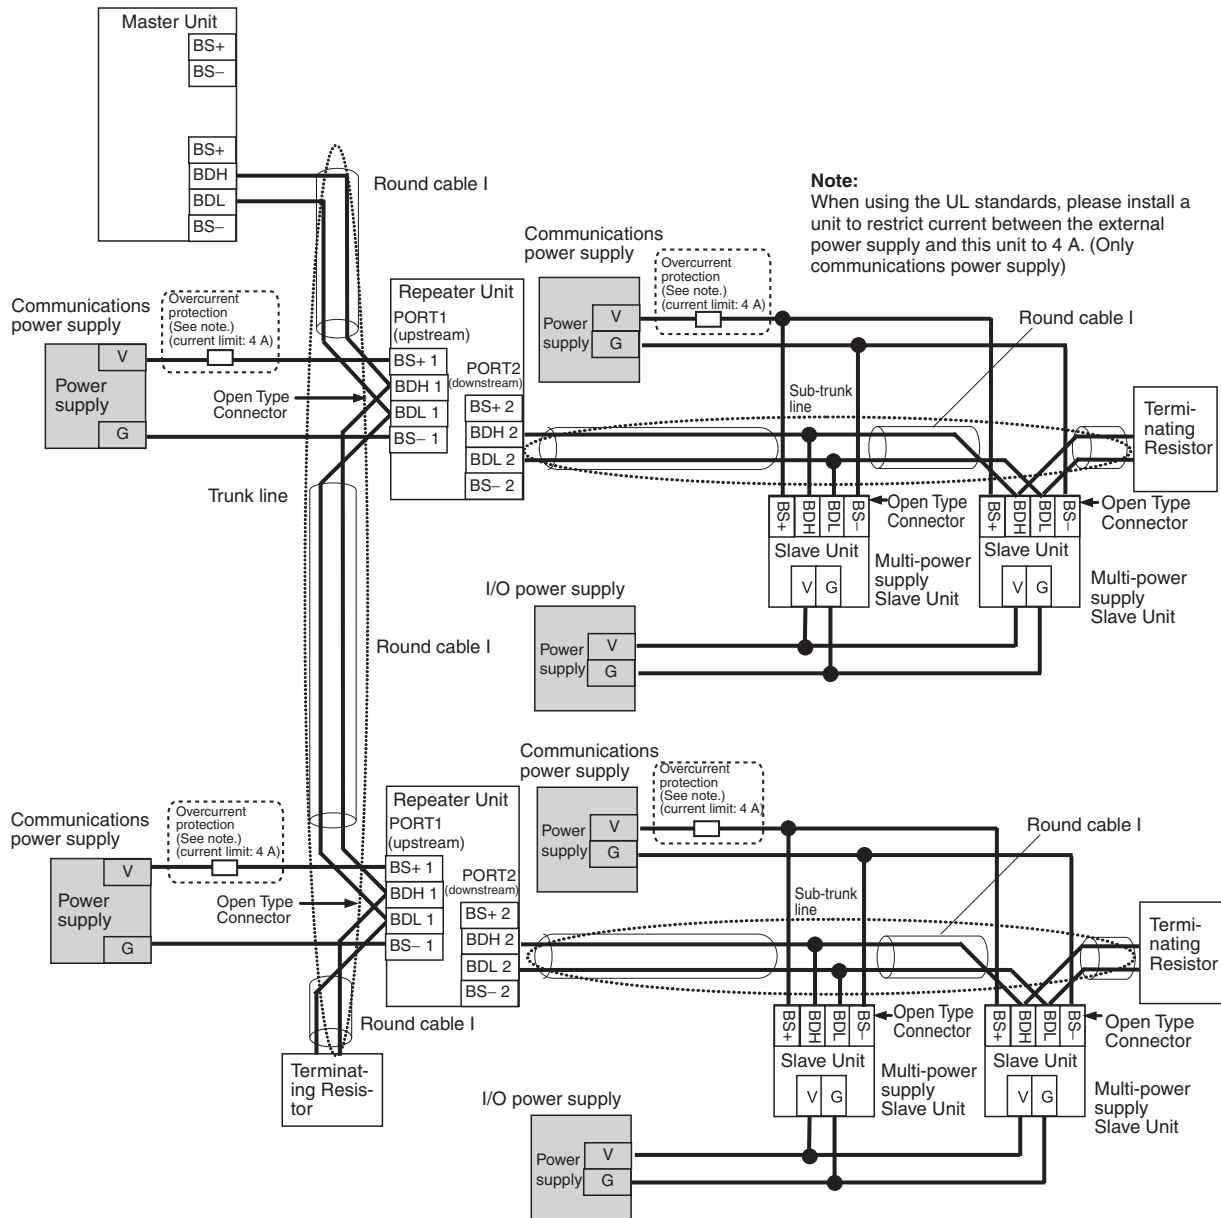 Master Unit
BS+
BS−
BS+
BDH
BDL
BS−
Round cable I
Note:
When using the UL standards, please install a
unit to restrict current between the external
power supply and this unit to 4 A. (Only
communications power supply)
Communications
power supply
Power
supply
V
G
Overcurrent
protection
(See note.)
(current limit: 4 A)
Open Type
Connector
Trunk line
Repeater Unit
PORT1
(upstream)
BS+ 1
BDH 1
BDL 1
BS− 1
PORT2
(downstream)
BS+ 2
BDH 2
BDL 2
BS− 2
Communications
power supply
Power
supply
V
G
Overcurrent
protection
(See note.)
(current limit: 4 A)
Round cable I
Sub-trunk
line
Termi-
nating
Resistor
BS+
BDH
BDL
BS−
Slave Unit
V
G
Open Type
Connector
Multi-power
supply
Slave Unit
BS+
BDH
BDL
BS−
Slave Unit
V
G
Open Type
Connector
Multi-power
supply
Slave Unit
I/O power supply
Power
supply
V
G
Round cable I
Communications
power supply
Power
supply
V
G
Overcurrent
protection
(See note.)
(current limit: 4 A)
Open Type
Connector
Repeater Unit
PORT1
(upstream)
BS+ 1
BDH 1
BDL 1
BS− 1
PORT2
(downstream)
BS+ 2
BDH 2
BDL 2
BS− 2
Round cable I
Terminat-
ing Resis-
tor
Communications
power supply
Power
supply
V
G
Overcurrent
protection
(See note.)
(current limit: 4 A)
Round cable I
Sub-trunk
line
Termi-
nating
Resistor
BS+
BDH
BDL
BS−
Slave Unit
V
G
Open Type
Connector
Multi-power
supply
Slave Unit
BS+
BDH
BDL
BS−
Slave Unit
V
G
Open Type
Connector
Multi-power
supply
Slave Unit
I/O power supply
Power
supply
V
G